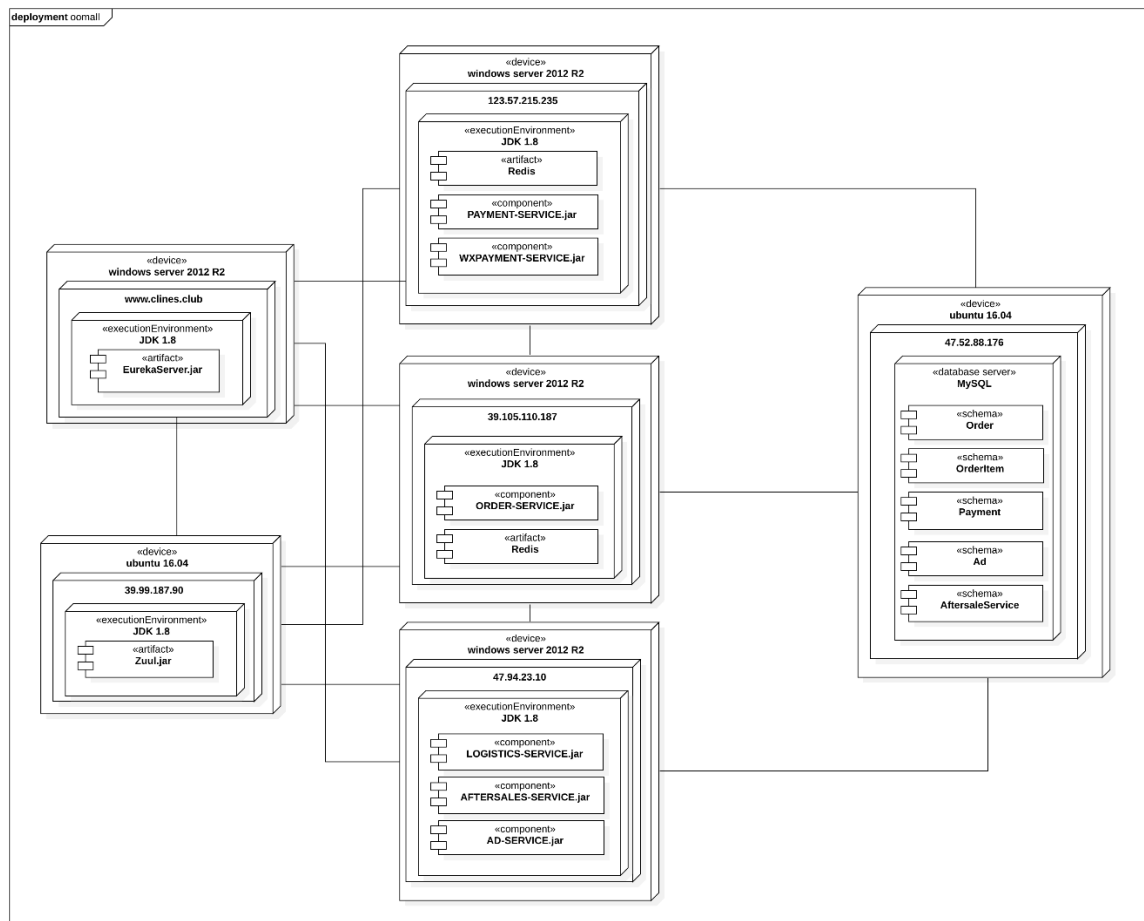 deployment oomall
«device»
windows server 2012 R2
123.57.215.235
«executionEnvironment»
JDK 1.8
«artifact»
Redis
«component»
PAYMENT-SERVICE.jar
«component»
WXPAYMENT-SERVICE.jar
«device»
windows server 2012 R2
www.clines.club
«executionEnvironment»
JDK 1.8
«artifact»
EurekaServer.jar
«device»
windows server 2012 R2
39.105.110.187
«executionEnvironment»
JDK 1.8
«component»
ORDER-SERVICE.jar
«artifact»
Redis
«device»
ubuntu 16.04
47.52.88.176
«database server»
MySQL
«schema»
Order
«schema»
OrderItem
«schema»
Payment
«schema»
Ad
«schema»
AftersaleService
«device»
ubuntu 16.04
39.99.187.90
«executionEnvironment»
JDK 1.8
«artifact»
Zuul.jar
«device»
windows server 2012 R2
47.94.23.10
«executionEnvironment»
JDK 1.8
«component»
LOGISTICS-SERVICE.jar
«component»
AFTERSALES-SERVICE.jar
«component»
AD-SERVICE.jar